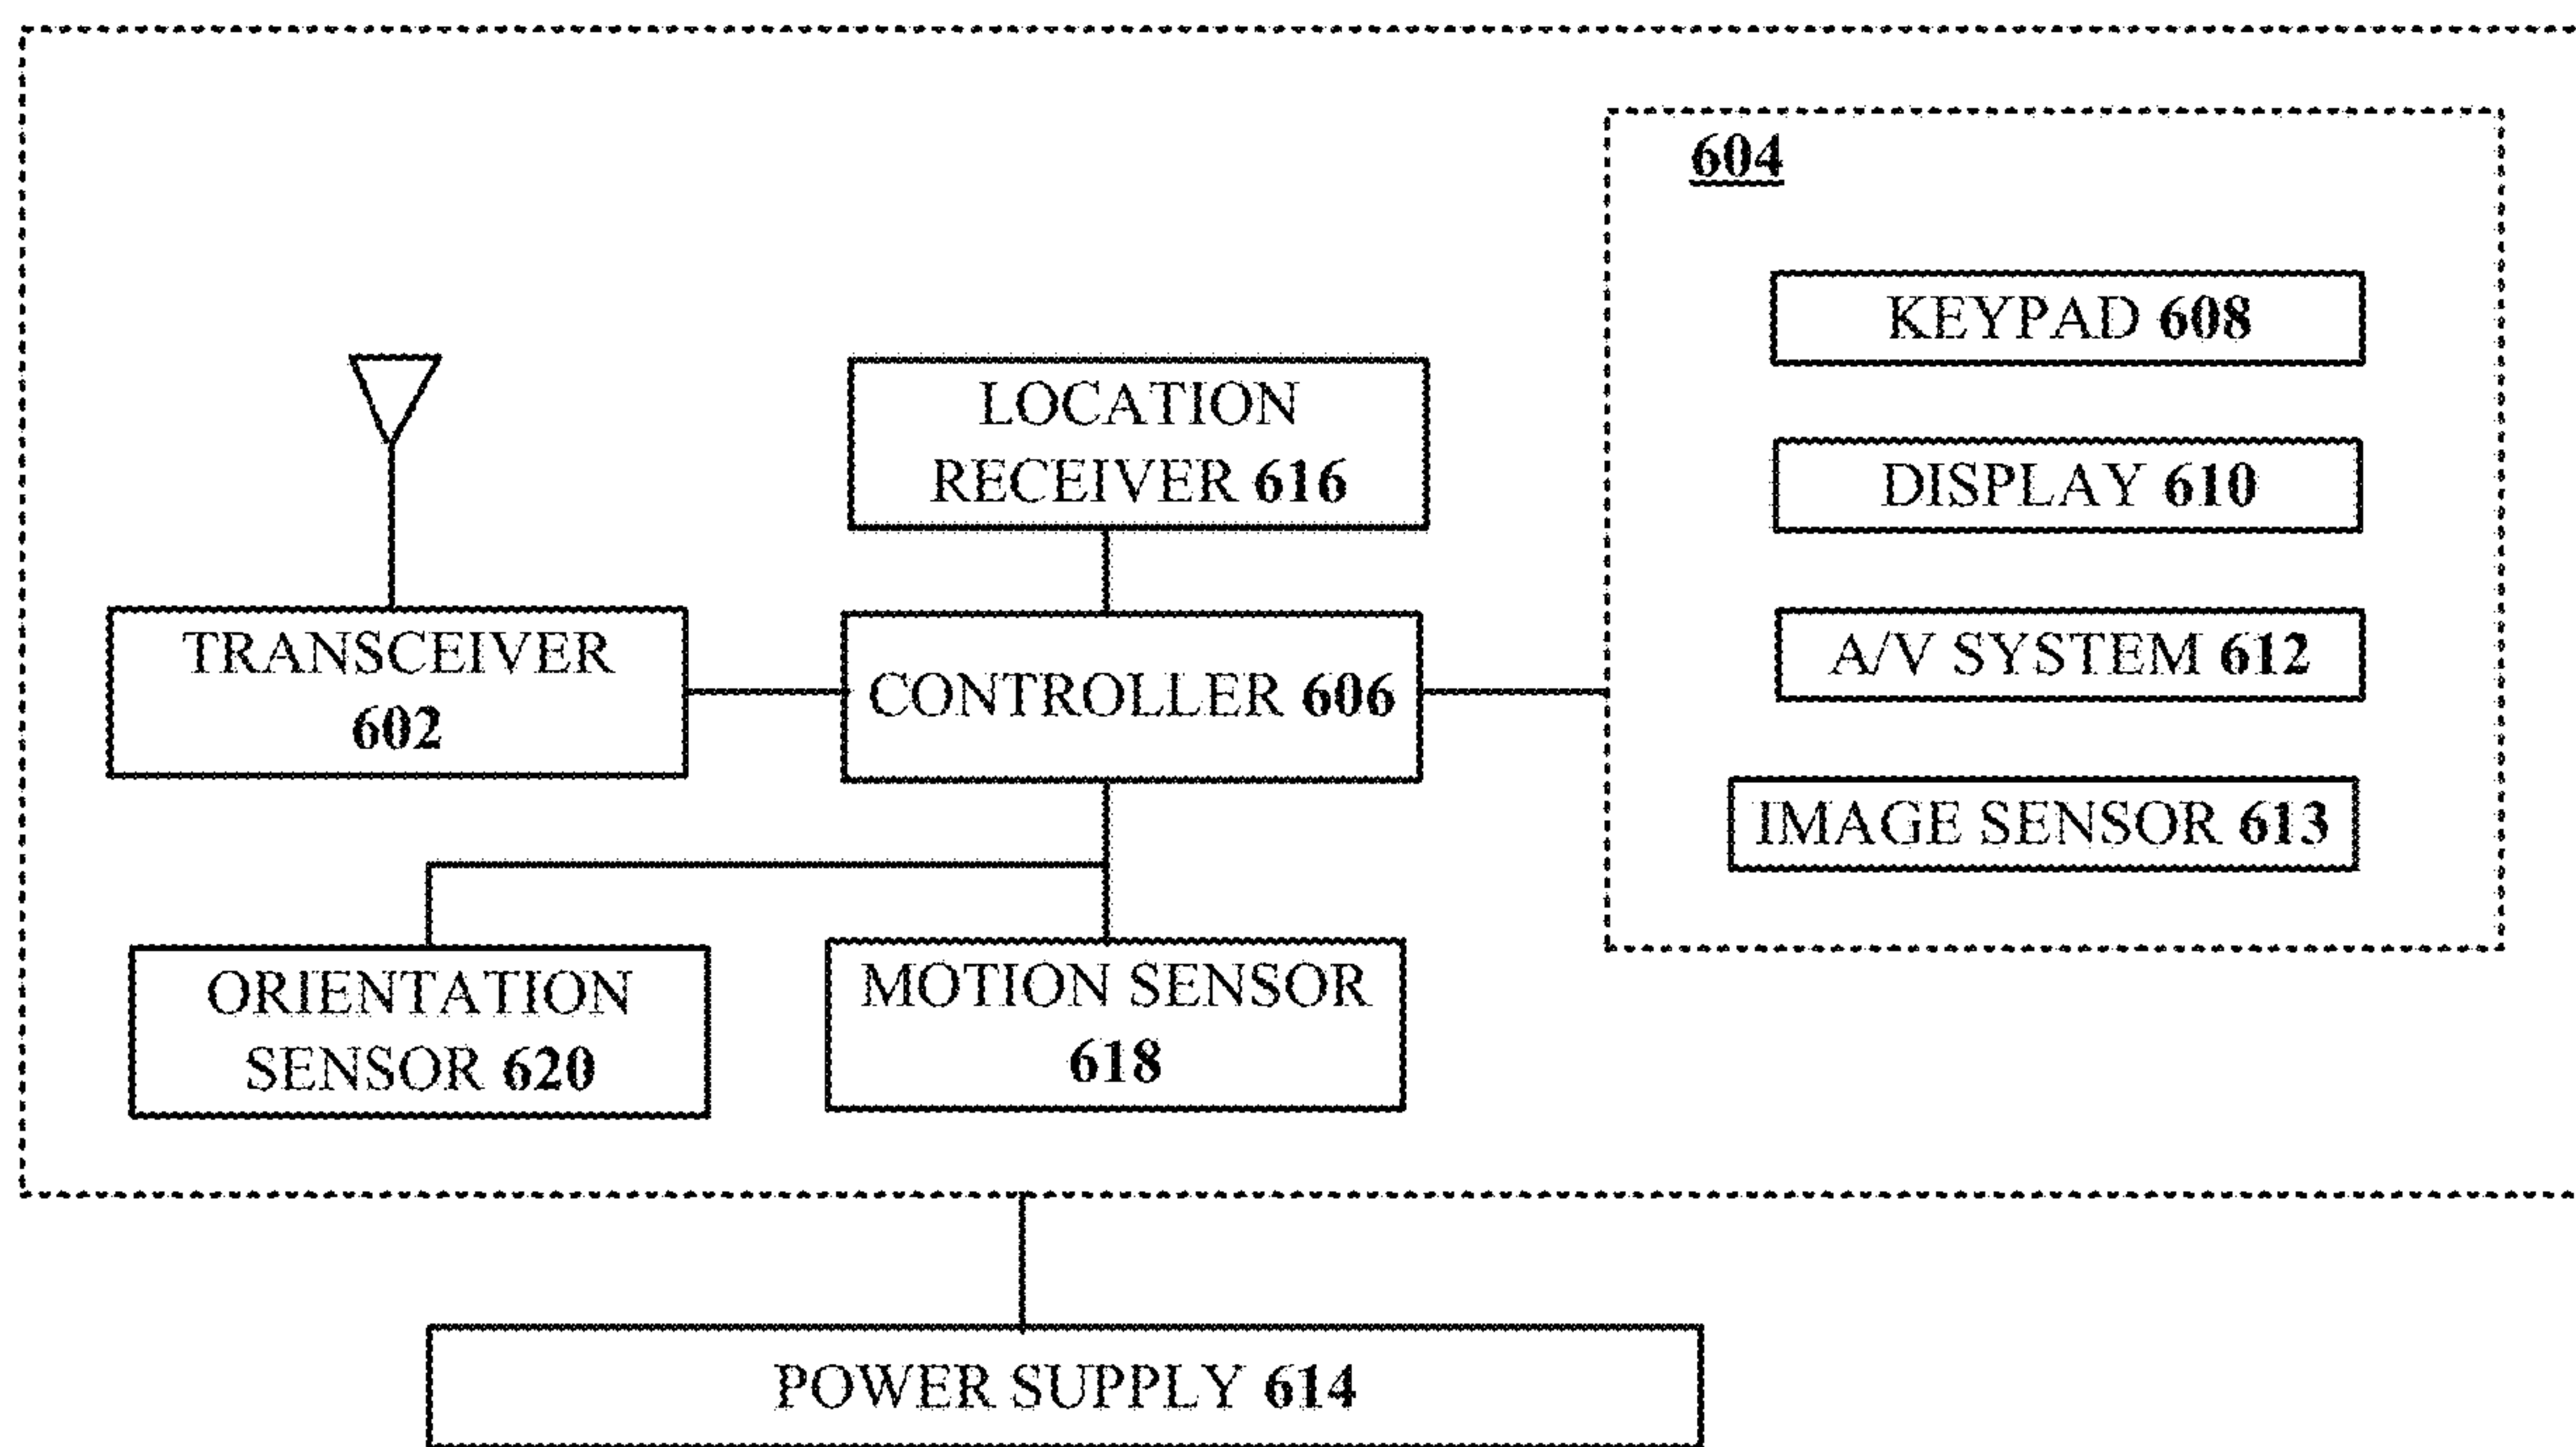 604
KEYPAD 608
LOCATION
RECEIVER 616
DISPLAY 610
TRANSCEIVER
602
CONTROLLER 606
A/V SYSTEM 612
IMAGE SENSOR 613
ORIENTATION
SENSOR 620
MOTION SENSOR
618
POWER SUPPLY 614